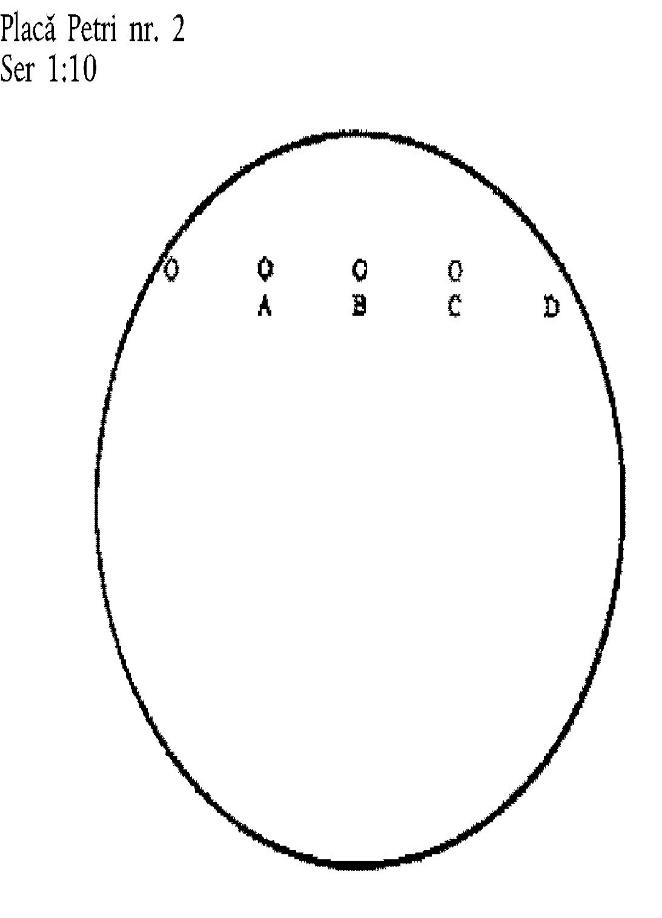 Placă Petri nr. 2
Ser 1:10
O O O O
A B C D